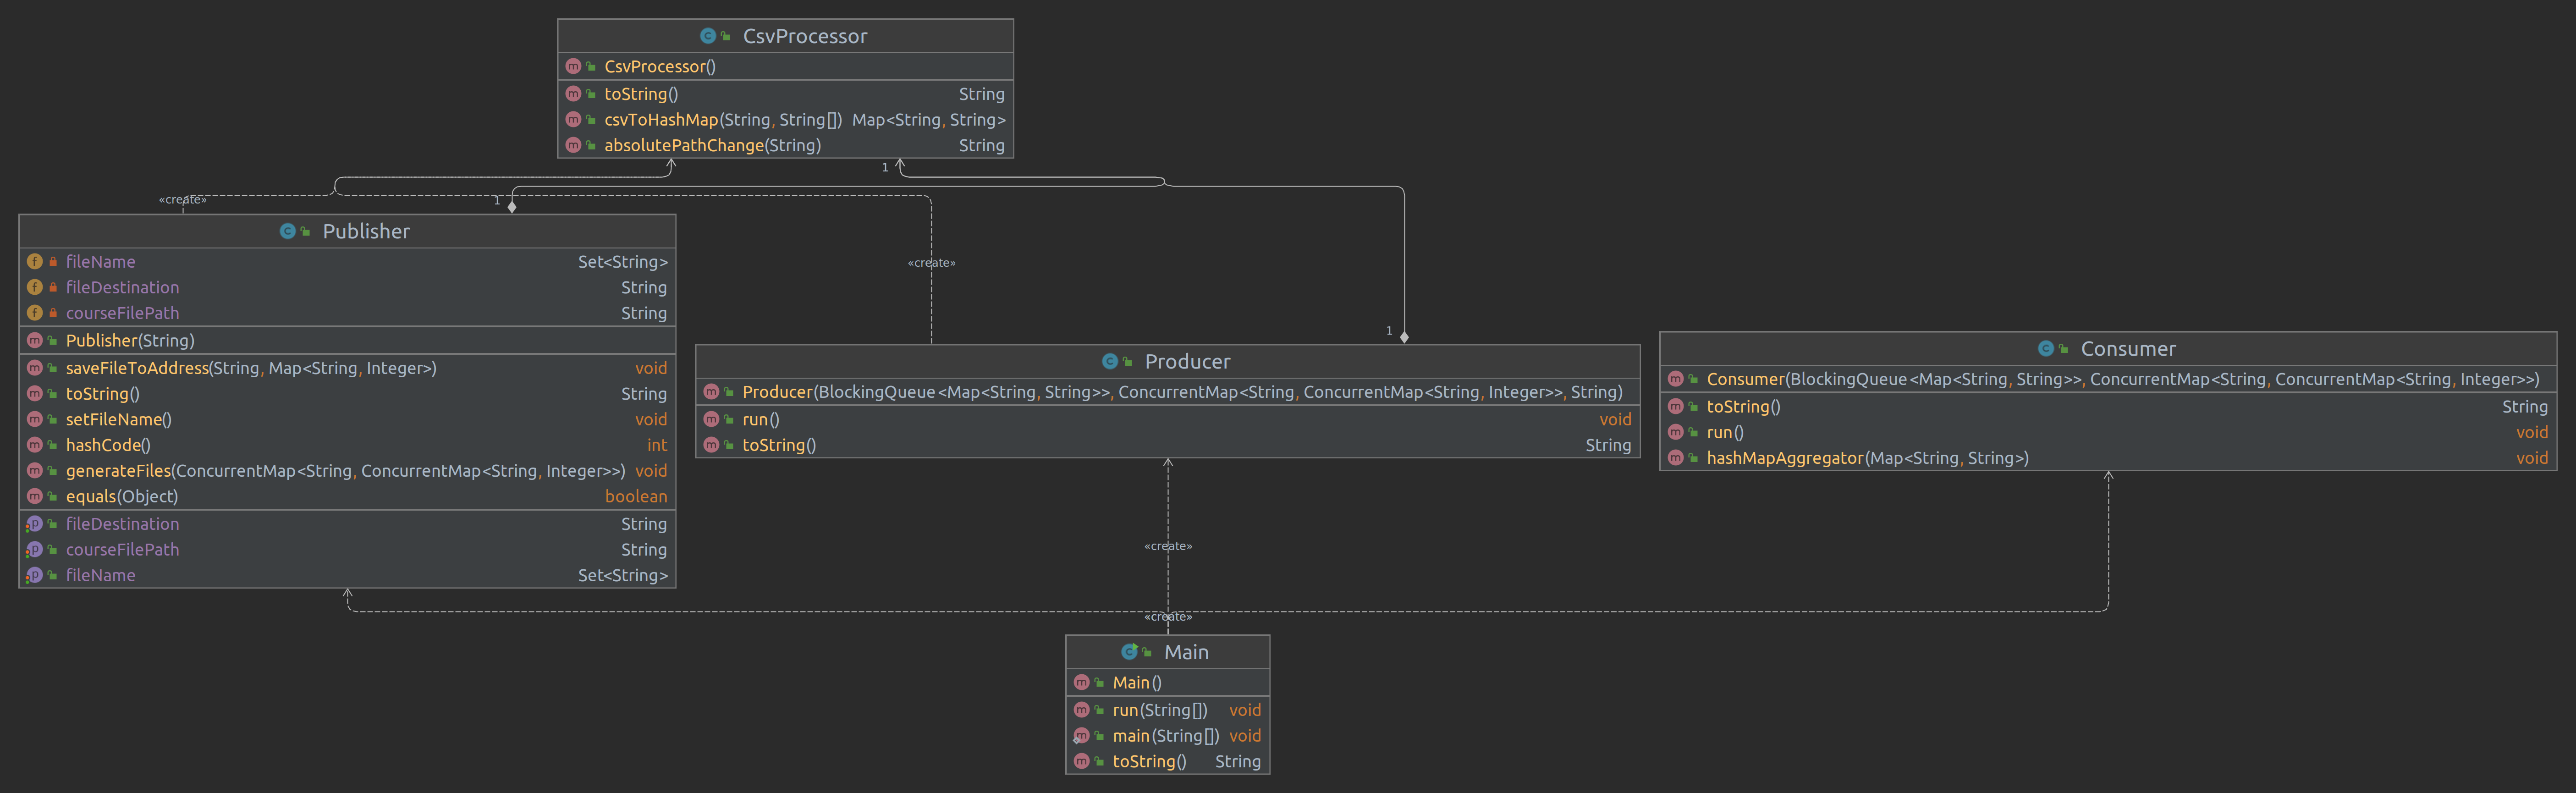 CsvProcessor
CsvProcessor()
toString() String
csvToHashMap(String, String[]) Map<String, String>
absolutePathChange(String) String
1
«create»
1
Publisher
fileName Set<String>
fileDestination String
courseFilePath String
Publisher(String)
saveFileToAddress(String, Map<String, Integer>) void
toString() String
setFileName() void
hashCode() int
generateFiles(ConcurrentMap<String, ConcurrentMap<String, Integer>>) void
equals(Object) boolean
fileDestination String
courseFilePath String
fileName Set<String>
«create»
1
Producer
Producer(BlockingQueue<Map<String, String>>, ConcurrentMap<String, ConcurrentMap<String, Integer>>, String)
run() void
toString() String
Consumer
Consumer(BlockingQueue<Map<String, String>>, ConcurrentMap<String, ConcurrentMap<String, Integer>>)
toString() String
run() void
hashMapAggregator(Map<String, String>) void
«create»
«create»
Main
Main()
run(String[]) void
main(String[]) void
toString() String